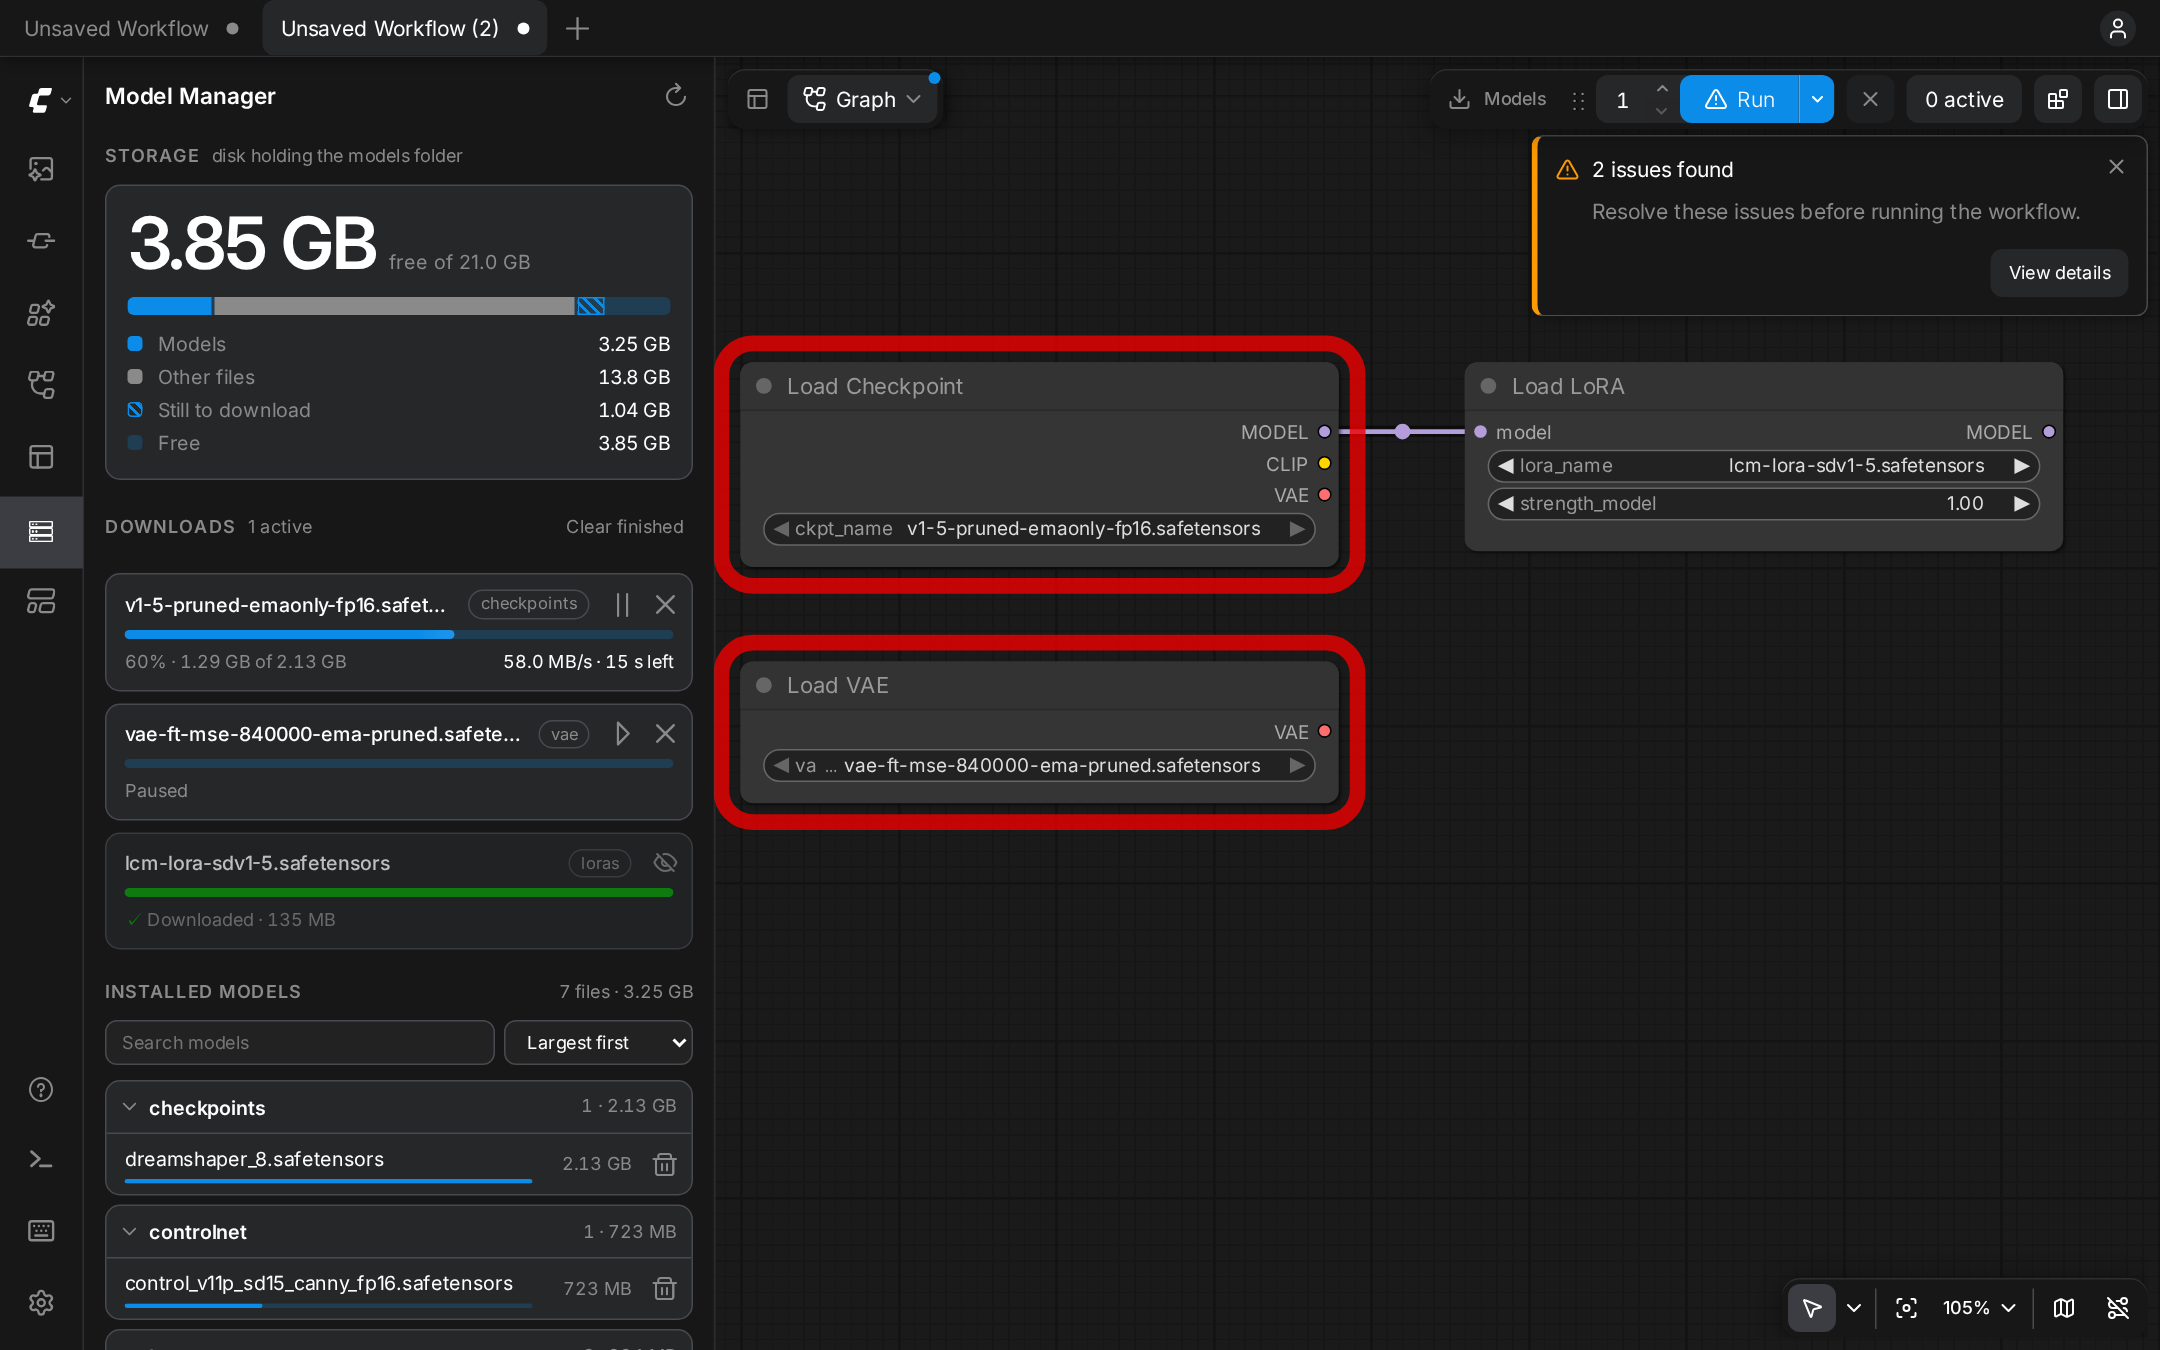 Unsaved Workflow
Unsaved Workflow (2)
Model Manager
STORAGE disk holding the models folder
3.85 GB free of 21.0 GB
Models 3.25 GB
Other files 13.8 GB
Still to download 1.04 GB
Free 3.85 GB
DOWNLOADS 1 active Clear finished
v1-5-pruned-emaonly-fp16.safet... checkpoints
60% · 1.29 GB of 2.13 GB 58.0 MB/s · 15 s left
vae-ft-mse-840000-ema-pruned.safete... vae
Paused
lcm-lora-sdv1-5.safetensors loras
✓ Downloaded · 135 MB
INSTALLED MODELS 7 files · 3.25 GB
Search models Largest first
checkpoints 1 · 2.13 GB
dreamshaper_8.safetensors 2.13 GB
controlnet 1 · 723 MB
control_v11p_sd15_canny_fp16.safetensors 723 MB
Graph
Models 1 Run 0 active
2 issues found
Resolve these issues before running the workflow.
View details
Load Checkpoint
MODEL
CLIP
VAE
ckpt_name v1-5-pruned-emaonly-fp16.safetensors
Load LoRA
model MODEL
lora_name lcm-lora-sdv1-5.safetensors
strength_model 1.00
Load VAE
VAE
va ... vae-ft-mse-840000-ema-pruned.safetensors
105%